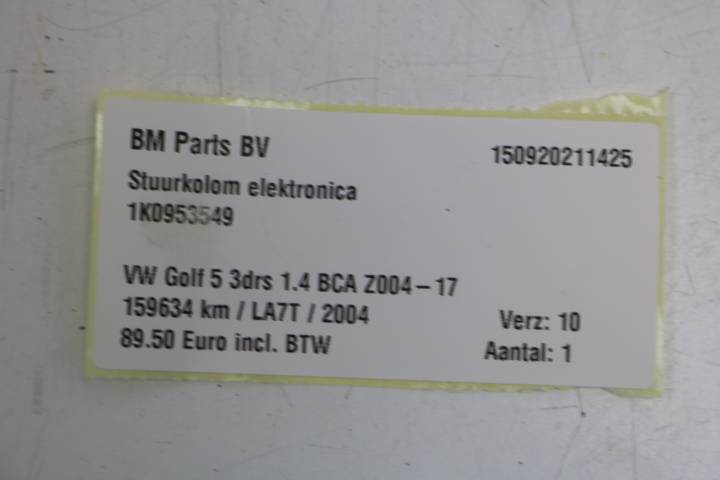 BM Parts BV 150920211425
Stuurkolom elektronica
1K0953549
VW Golf 5 3drs 1.4 BCA Z004-17
159634 km / LA7T / 2004 Verz: 10
89.50 Euro incl. BTW Aantal: 1